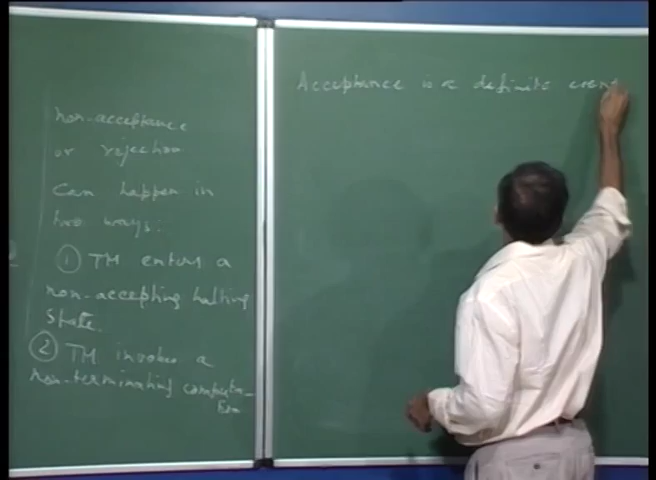 non-acceptance
or rejection
Can happen in
two ways:
① TM enters a
non-accepting halting
state.
② TM invokes a
non-terminating computa-
tion
Acceptance is a definite event